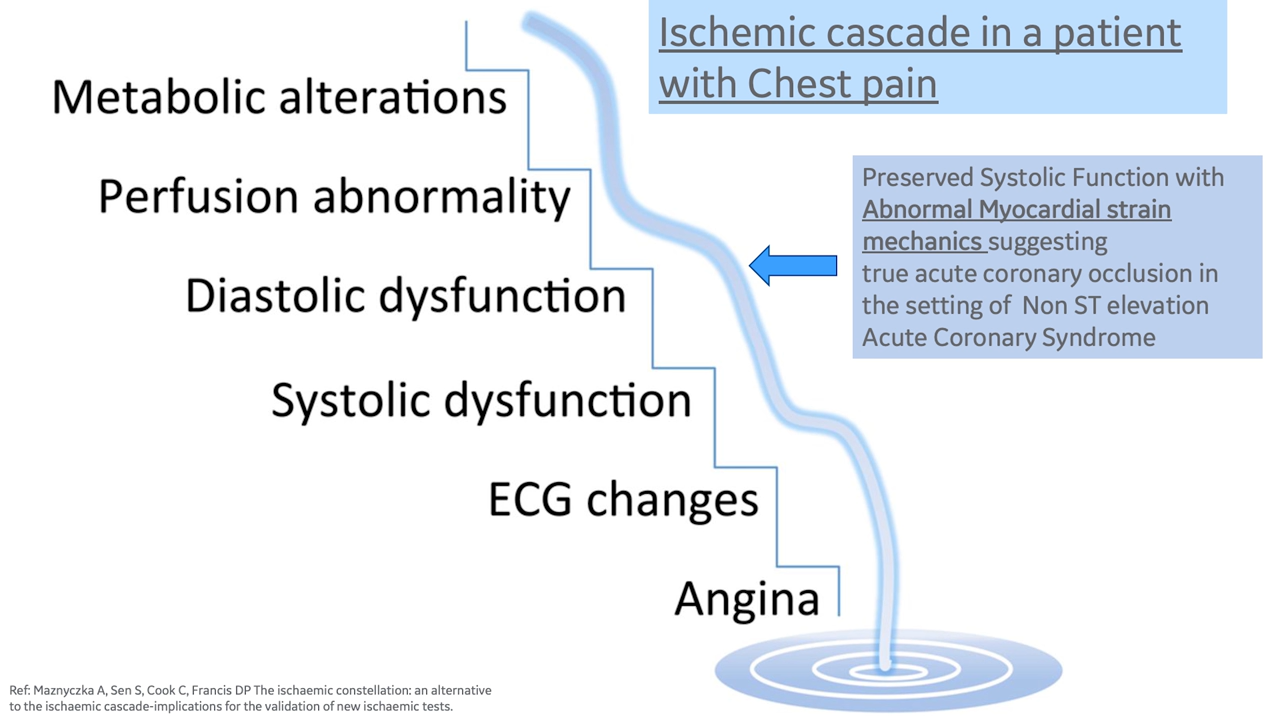 Ischemic cascade in a patient
with Chest pain
Metabolic alterations
Perfusion abnormality
Diastolic dysfunction
Systolic dysfunction
ECG changes
Angina
Preserved Systolic Function with
Abnormal Myocardial strain
mechanics suggesting
true acute coronary occlusion in
the setting of Non ST elevation
Acute Coronary Syndrome
Ref: Maznyczka A, Sen S, Cook C, Francis DP The ischaemic constellation: an alternative
to the ischaemic cascade-implications for the validation of new ischaemic tests.